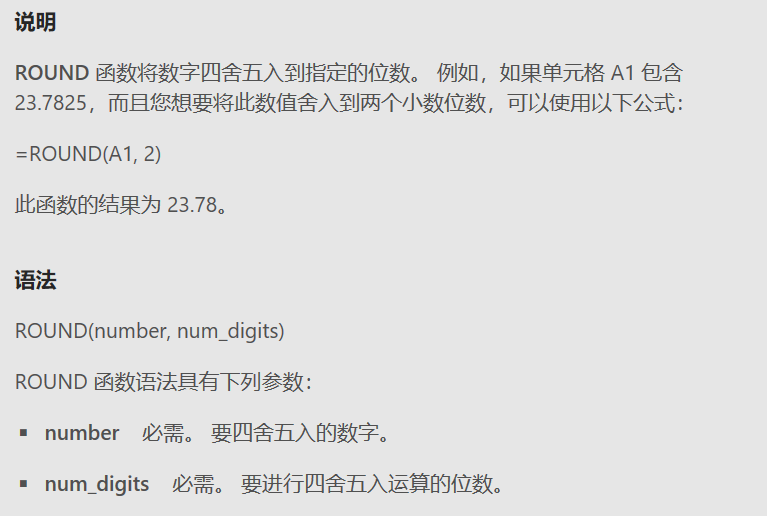 说明
ROUND 函数将数字四舍五入到指定的位数。 例如，如果单元格 A1 包含
23.7825，而且您想要将此数值舍入到两个小数位数，可以使用以下公式：
=ROUND(A1, 2)
此函数的结果为 23.78。
语法
ROUND(number, num_digits)
ROUND 函数语法具有下列参数：
▪ number 必需。 要四舍五入的数字。
▪ num_digits 必需。 要进行四舍五入运算的位数。